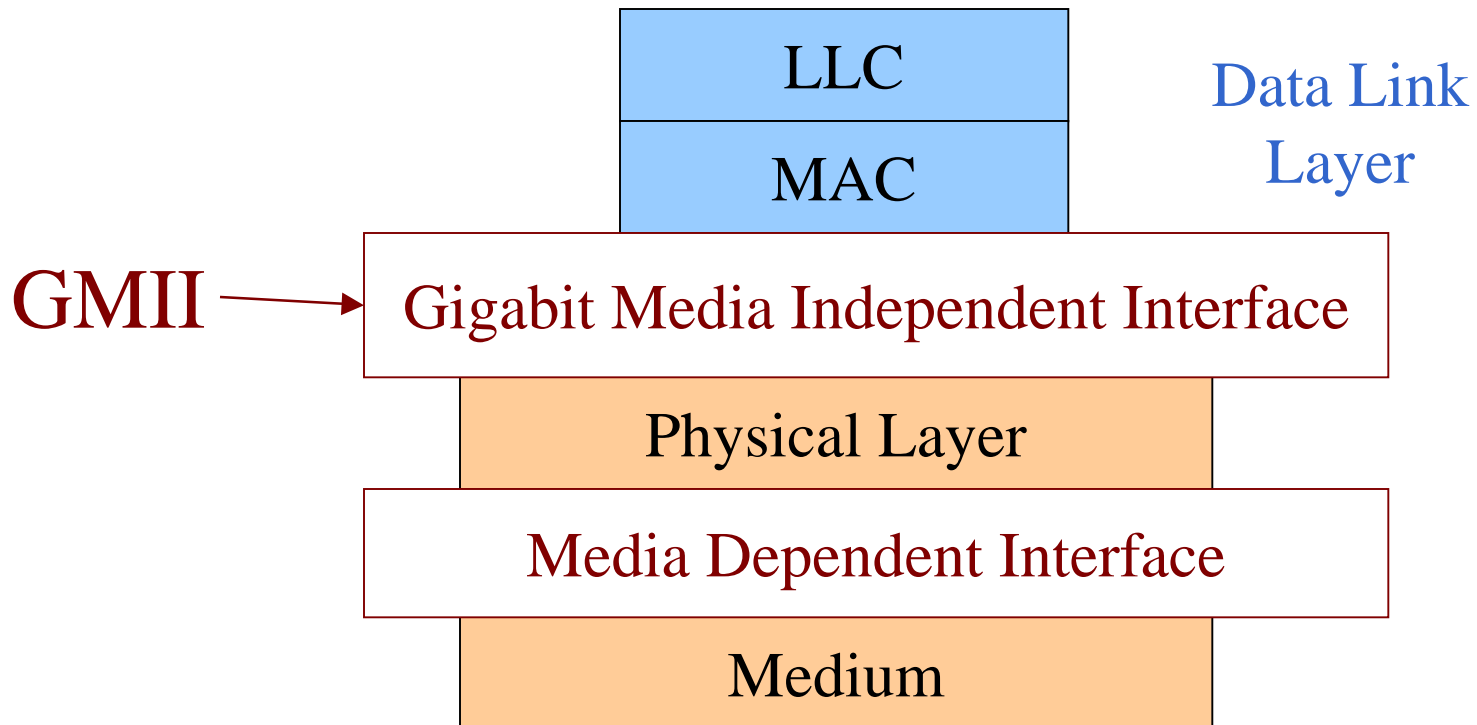 LLC
Data Link
Layer
MAC
GMII
Gigabit Media Independent Interface
Physical Layer
Media Dependent Interface
Medium